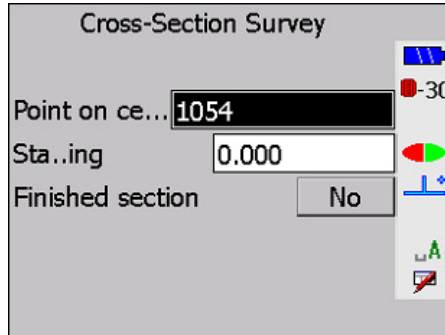 Cross-Section Survey
-30
Point on ce... 1054
Sta..ing 0.000
Finished section No
A